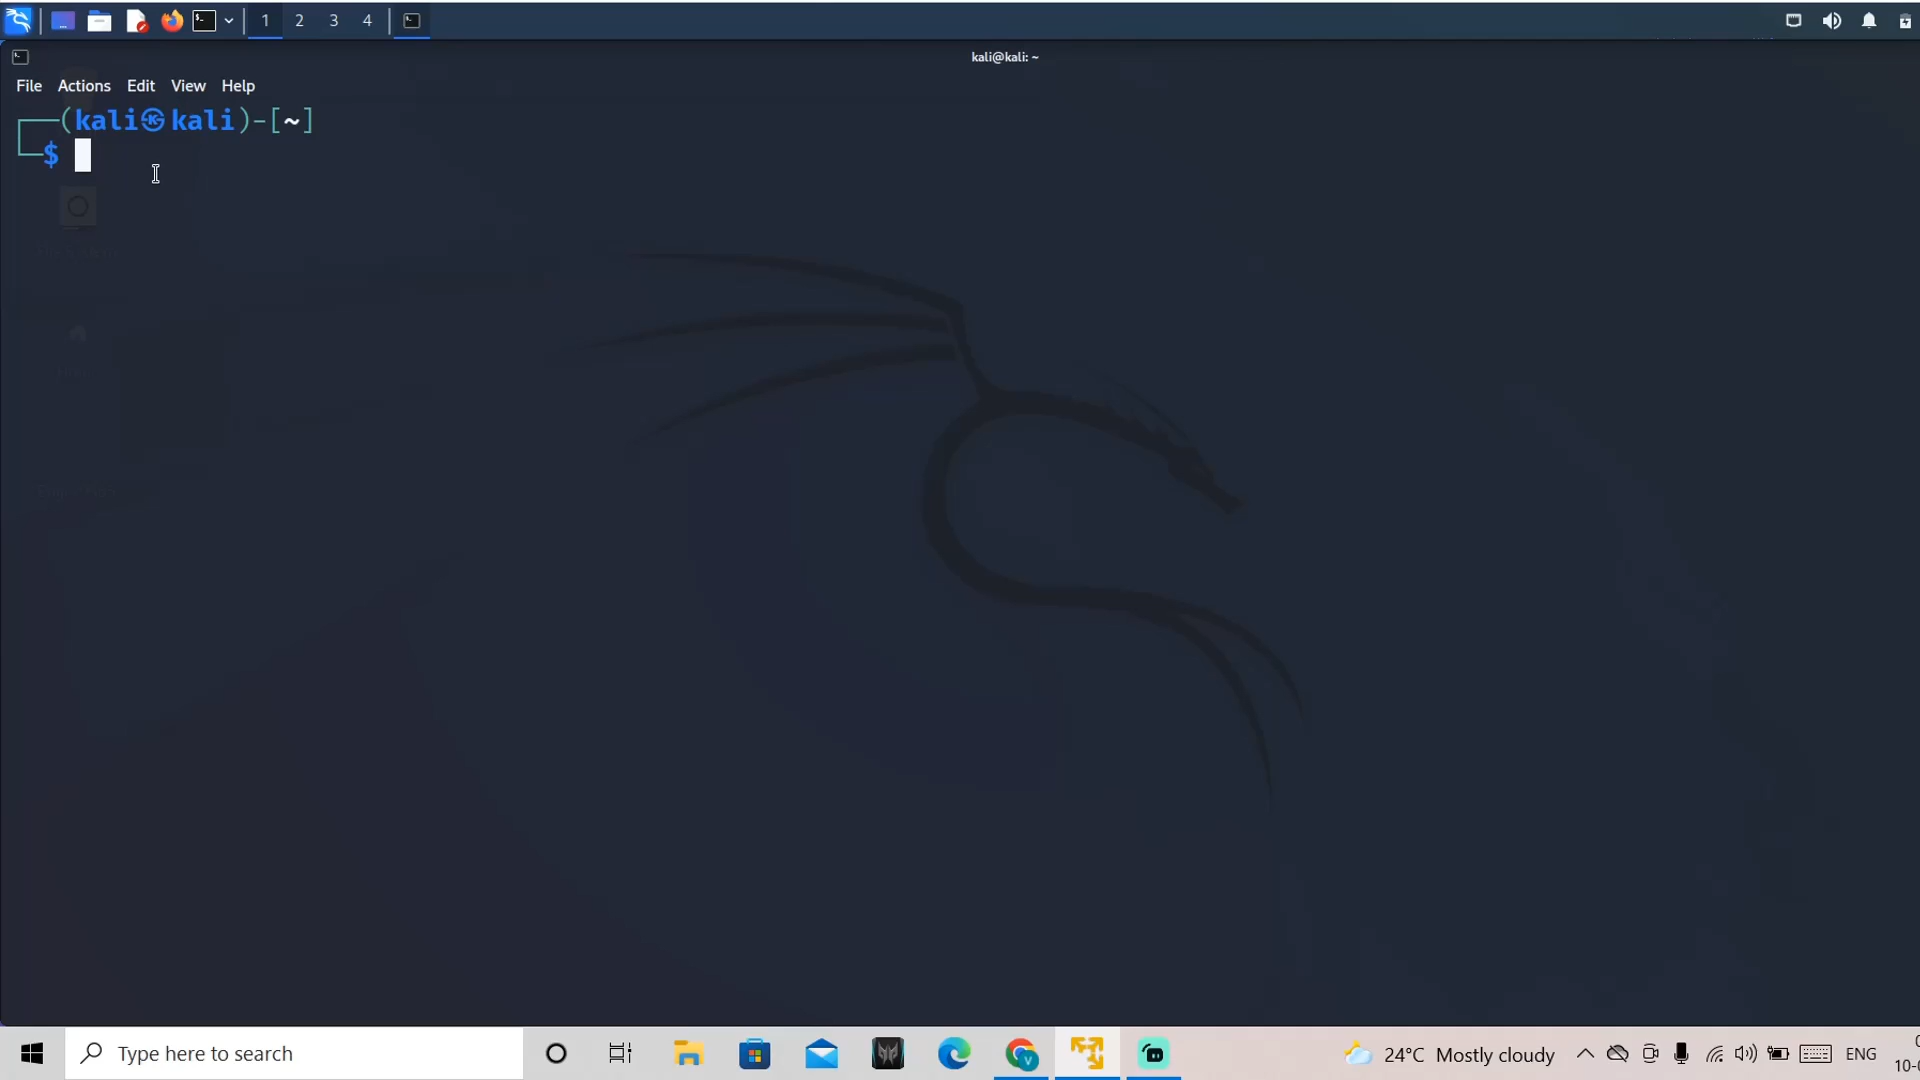 1 2 3 4
kali@kali: ~
File Actions Edit View Help
┌──(kali㉿kali)-[~]
└─$
Type here to search
24°C Mostly cloudy
ENG